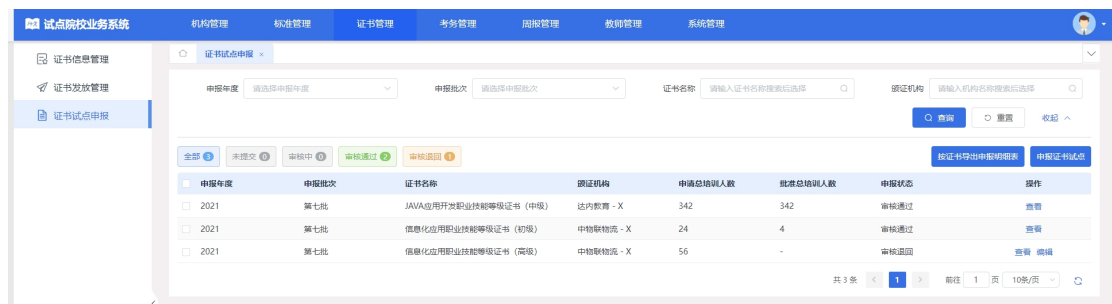 试点院校业务系统 机构管理 标准管理 证书管理 考务管理 周报管理 教师管理 系统管理
证书信息管理
证书发放管理
证书试点申报
证书试点申报 ×
申报年度 请选择申报年度 申报批次 请选择申报批次 证书名称 请输入证书名称搜索后选择 颁证机构 请输入机构名称搜索后选择
查询 重置 收起
全部 3 未提交 0 审核中 0 审核通过 2 审核退回 1 按证书导出申报明细表 申报证书试点
申报年度 申报批次 证书名称 颁证机构 申请总培训人数 批准总培训人数 申报状态 操作
2021 第七批 JAVA应用开发职业技能等级证书（中级） 达内教育 - X 342 342 审核通过 查看
2021 第七批 信息化应用职业技能等级证书（初级） 中物联物流 - X 24 4 审核通过 查看
2021 第七批 信息化应用职业技能等级证书（高级） 中物联物流 - X 56 - 审核退回 查看 编辑
共 3 条 < 1 > 前往 1 页 10条/页